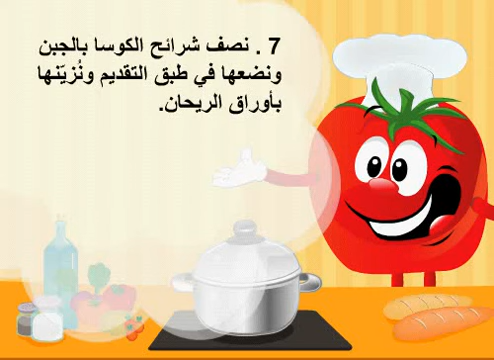 7 . نصف شرائح الكوسا بالجبن
ونضعها في طبق التقديم ونُزيّنها
بأوراق الريحان.